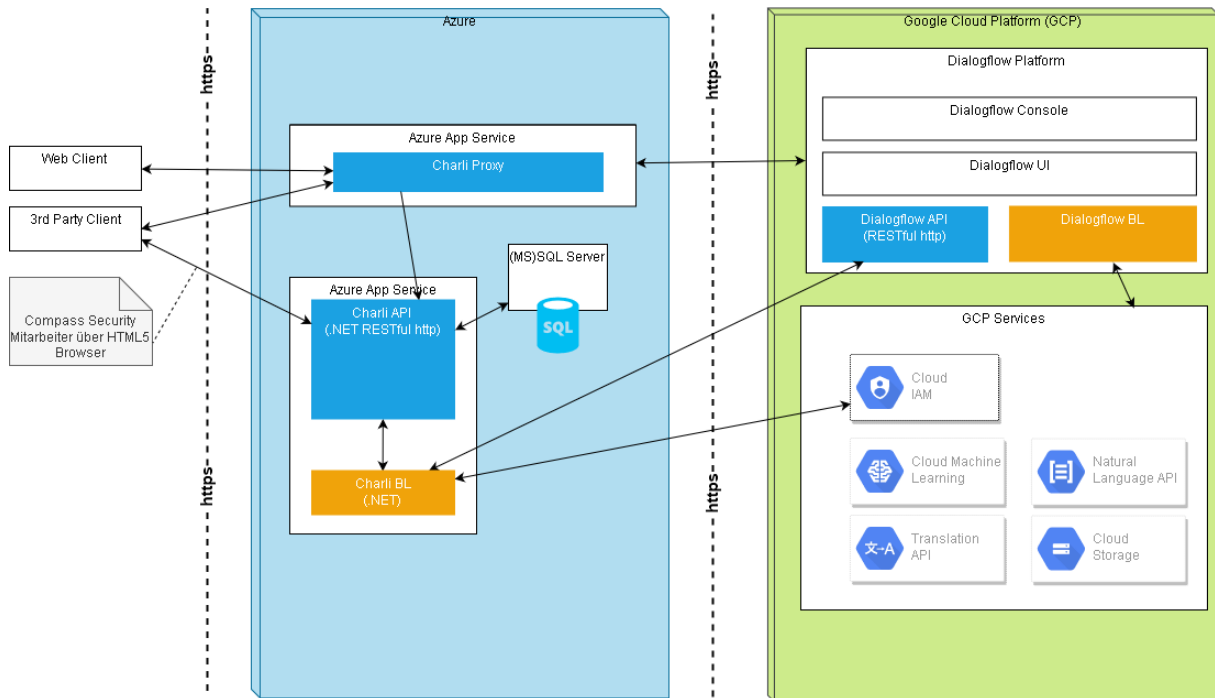 Azure
Google Cloud Platform (GCP)
https
https
Dialogflow Platform
Dialogflow Console
Azure App Service
Web Client
Charli Proxy
Dialogflow UI
3rd Party Client
Dialogflow API
(RESTful http)
Dialogflow BL
(MS)SQL Server
SQL
Azure App Service
Charli API
(.NET RESTful http)
Compass Security
Mitarbeiter über HTML5
Browser
GCP Services
Cloud
IAM
Cloud Machine
Learning
Natural
Language API
Charli BL
(.NET)
https
https
文→A
Translation
API
Cloud
Storage